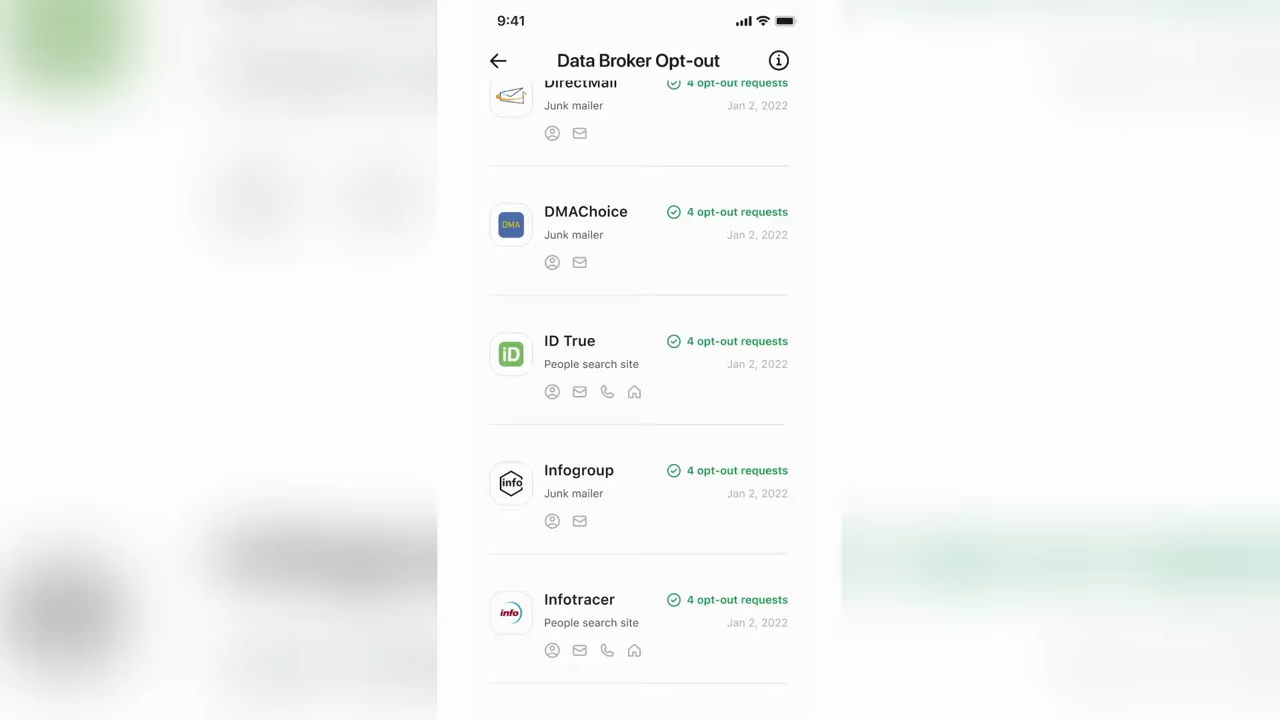 9:41
Data Broker Opt-out
DirectMail
4 opt-out requests
Junk mailer
Jan 2, 2022
DMA
DMAChoice
4 opt-out requests
Junk mailer
Jan 2, 2022
iD
ID True
4 opt-out requests
People search site
Jan 2, 2022
info
Infogroup
4 opt-out requests
Junk mailer
Jan 2, 2022
info
Infotracer
4 opt-out requests
People search site
Jan 2, 2022